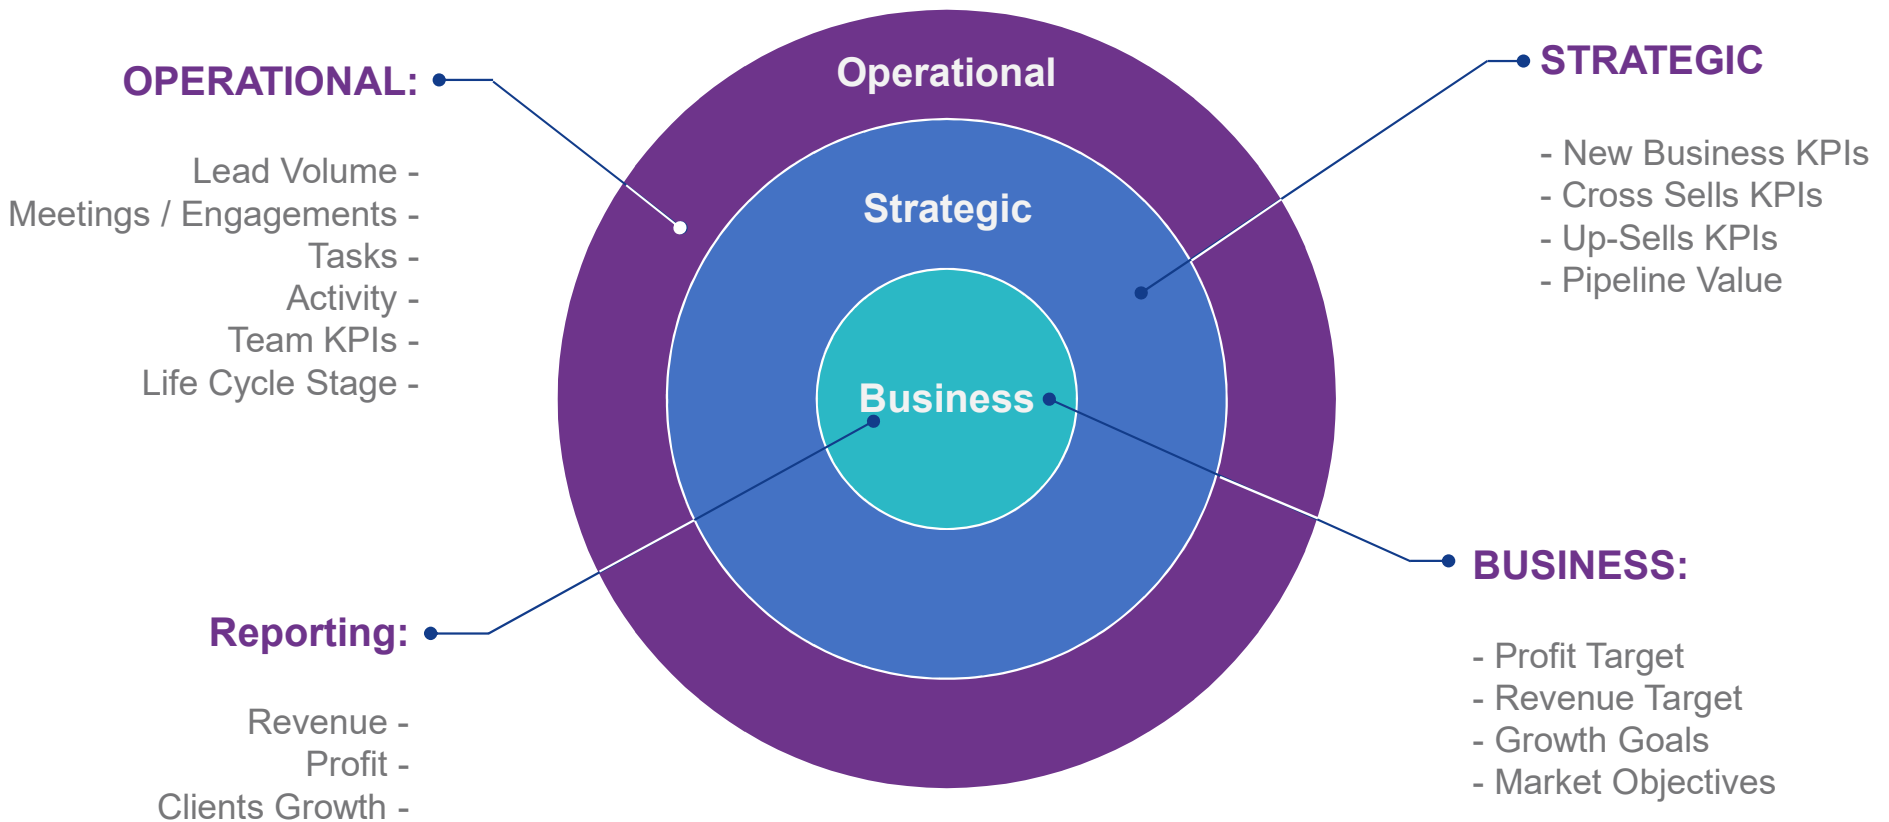 OPERATIONAL:
Lead Volume -
Meetings / Engagements -
Tasks -
Activity -
Team KPIs -
Life Cycle Stage -
Operational
Strategic
Business
STRATEGIC
- New Business KPIs
- Cross Sells KPIs
- Up-Sells KPIs
- Pipeline Value
Reporting:
Revenue -
Profit -
Clients Growth -
BUSINESS:
- Profit Target
- Revenue Target
- Growth Goals
- Market Objectives